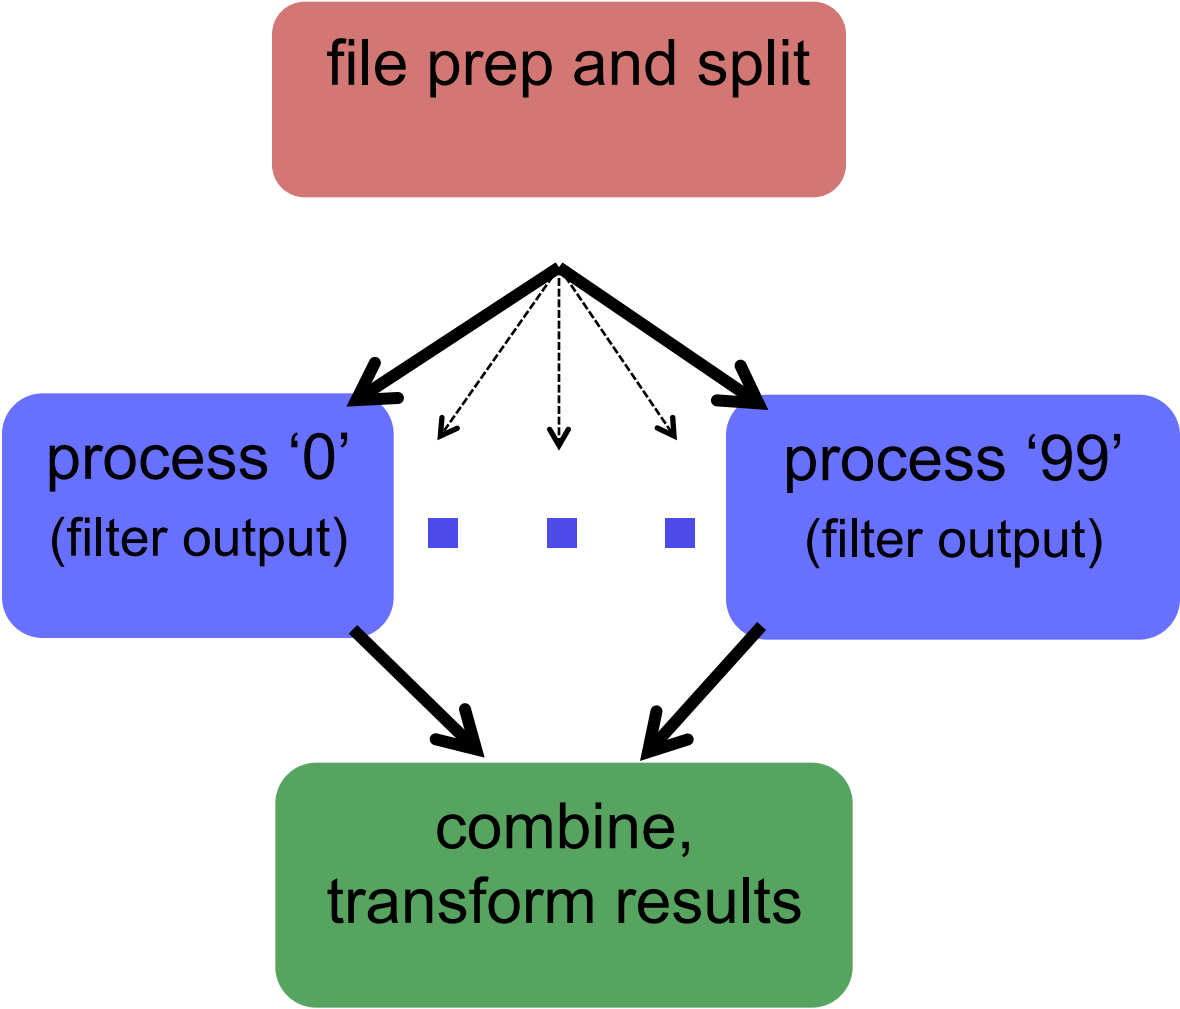 file prep and split
process ‘0’
(filter output)
process ‘99’
(filter output)
combine,
transform results